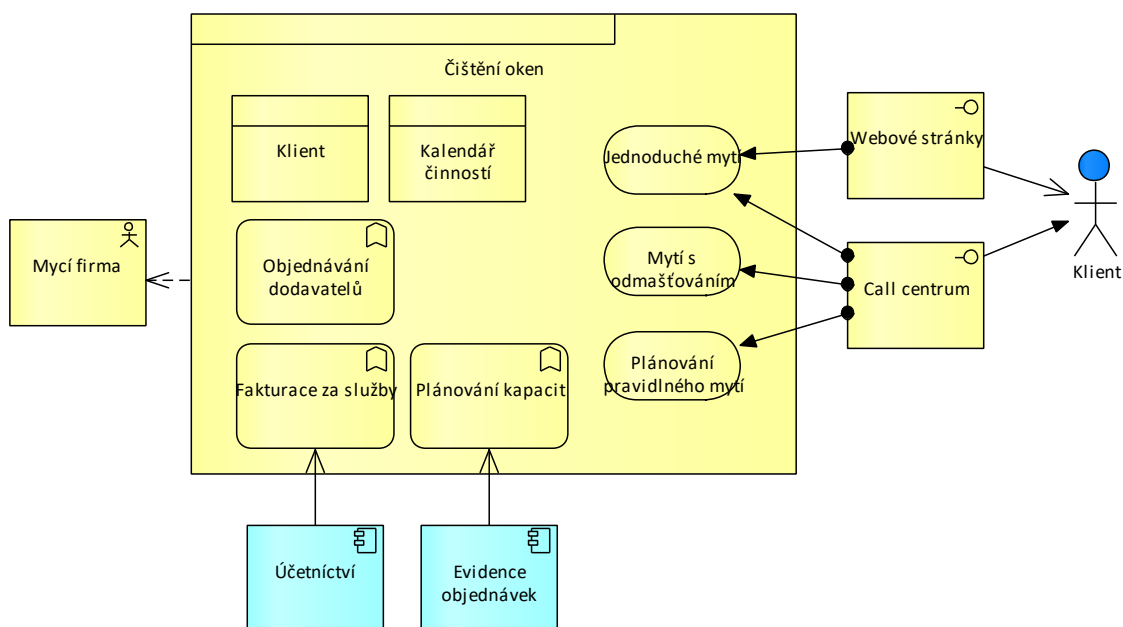 Čištění oken
Klient
Kalendář
činností
Jednoduché mytí
Webové stránky
Mycí firma
Objednávání
dodavatelů
Mytí s
odmašťováním
Call centrum
Klient
Fakturace za služby
Plánování kapacit
Plánování
pravidlného mytí
Účetníctví
Evidence
objednávek